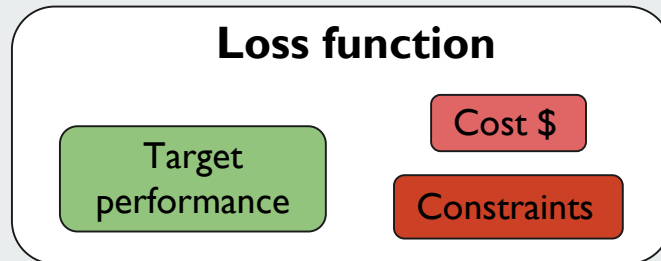 Loss function
Cost $
Target
performance
Constraints